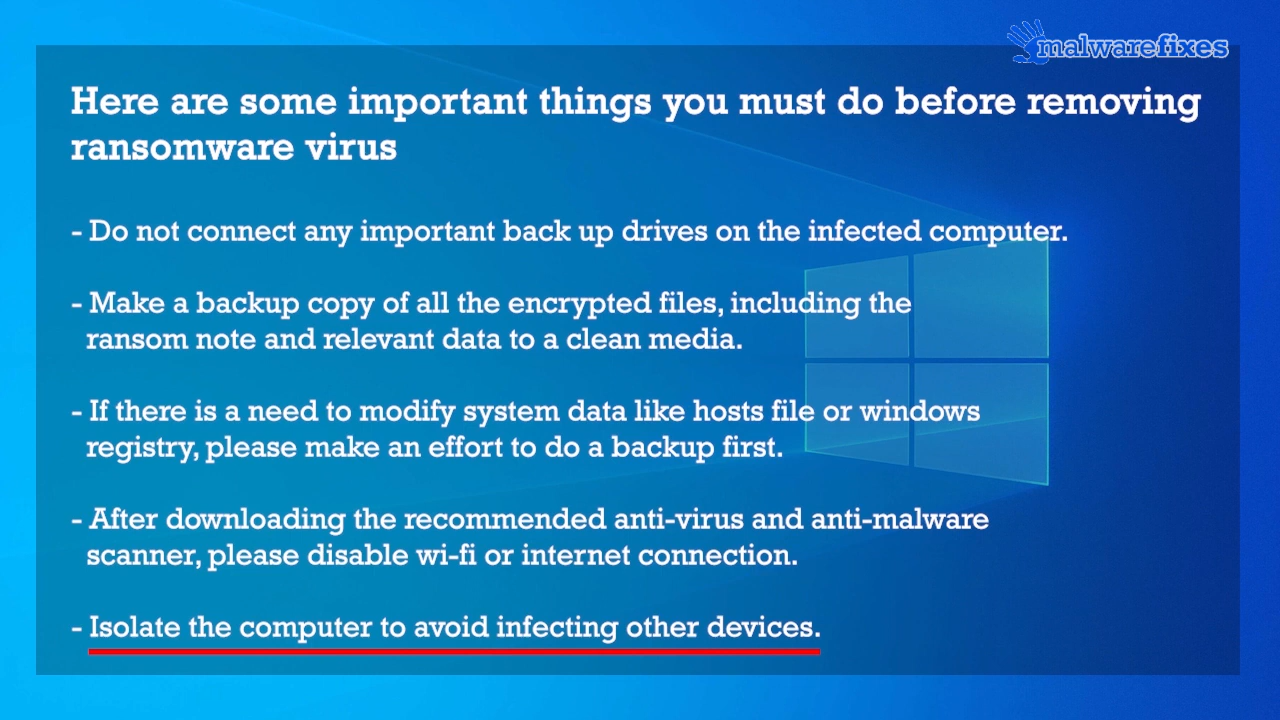 malwarefixes
Here are some important things you must do before removing
ransomware virus
- Do not connect any important back up drives on the infected computer.
- Make a backup copy of all the encrypted files, including the
ransom note and relevant data to a clean media.
- If there is a need to modify system data like hosts file or windows
registry, please make an effort to do a backup first.
- After downloading the recommended anti-virus and anti-malware
scanner, please disable wi-fi or internet connection.
- Isolate the computer to avoid infecting other devices.